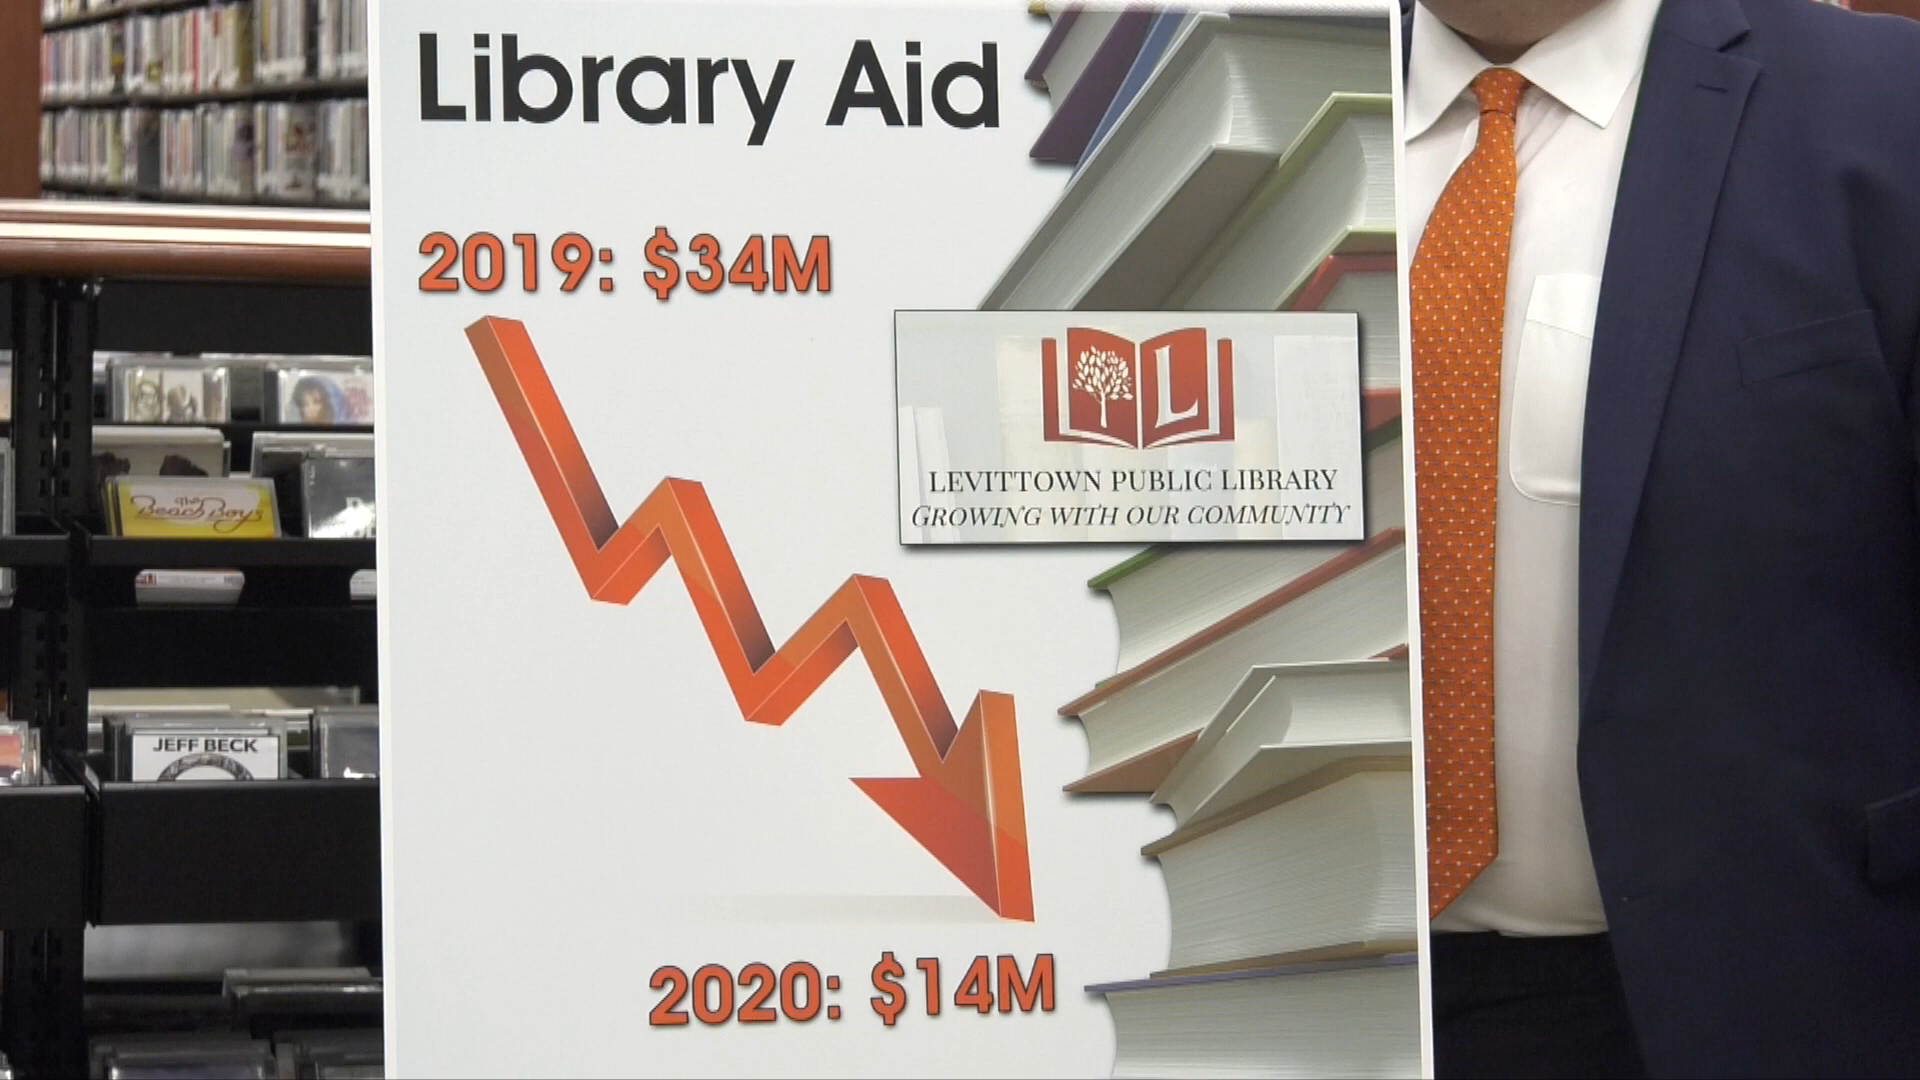 Library Aid
2019: $34M
L
LEVITTOWN PUBLIC LIBRARY
GROWING WITH OUR COMMUNITY
The
Beach Boys
JEFF BECK
2020: $14M